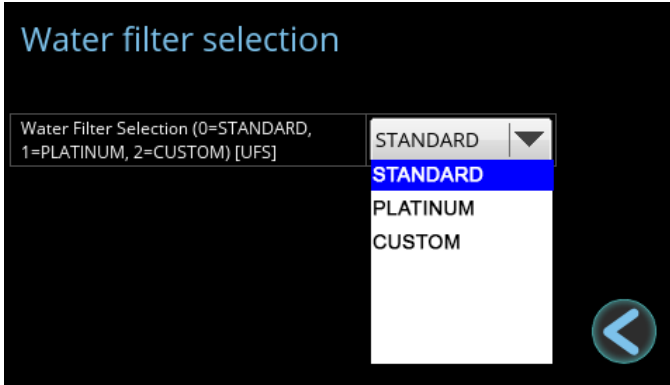 Water filter selection
Water Filter Selection (0=STANDARD,
1=PLATINUM, 2=CUSTOM) [UFS]
STANDARD
STANDARD
PLATINUM
CUSTOM